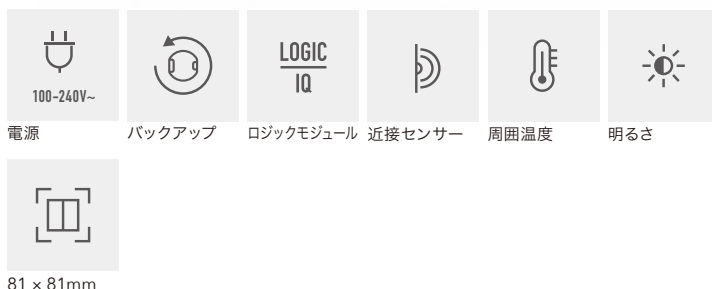 100-240V~
LOGIC
IQ
電源
バックアップ
ロジックモジュール
近接センサー
周囲温度
明るさ
81 × 81mm